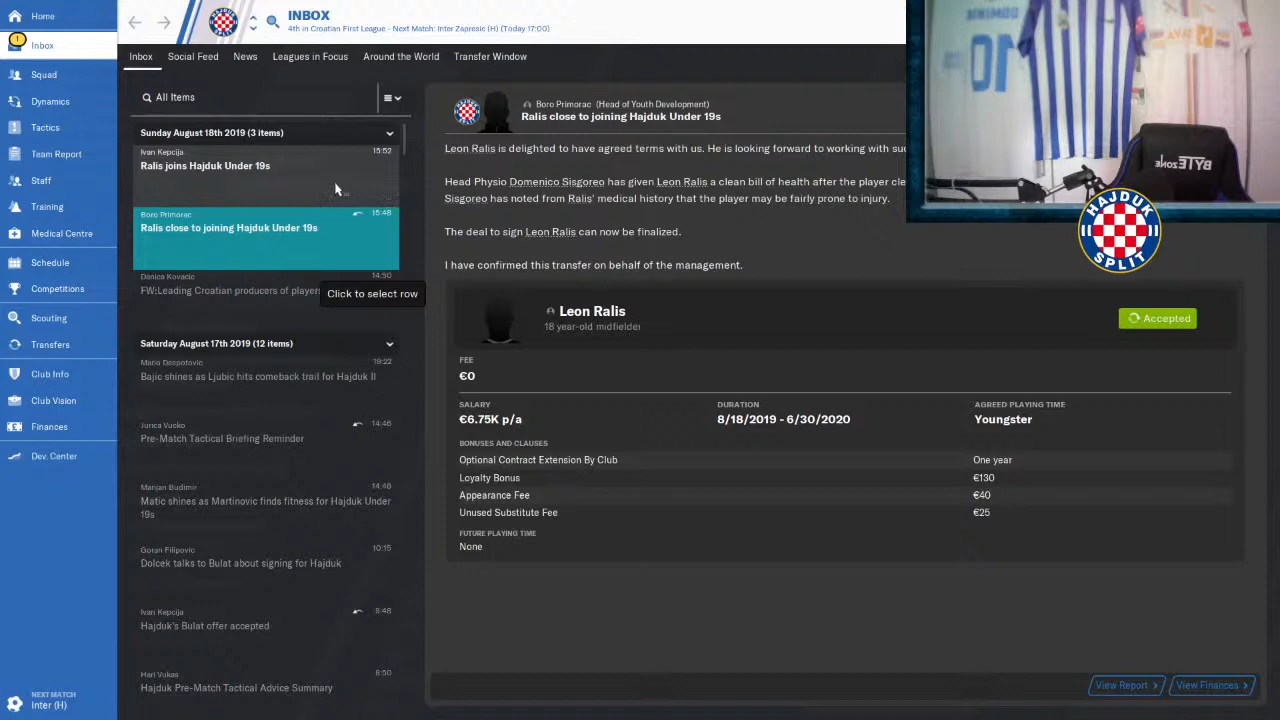 Home
1
Inbox
Squad
Dynamics
Tactics
Team Report
Staff
Training
Medical Centre
Schedule
Competitions
Scouting
Transfers
Club Info
Club Vision
Finances
Dev. Center
NEXT MATCH
Inter (H)
INBOX
4th in Croatian First League - Next Match: Inter Zapresic (H) (Today 17:00)
Inbox Social Feed News Leagues in Focus Around the World Transfer Window
All Items
Sunday August 18th 2019 (3 items)
Ivan Kepcija 15:52
Ralis joins Hajduk Under 19s
Boro Primorac 15:48
Ralis close to joining Hajduk Under 19s
Danica Kovacic 14:50
FW:Leading Croatian producers of players
Click to select row
Saturday August 17th 2019 (12 items)
Mario Despotovic 19:22
Bajic shines as Ljubic hits comeback trail for Hajduk II
Jurica Vucko 14:46
Pre-Match Tactical Briefing Reminder
Marijan Budimir 14:46
Matic shines as Martinovic finds fitness for Hajduk Under
19s
Goran Filipovic 10:15
Dolcek talks to Bulat about signing for Hajduk
Ivan Kepcija 9:48
Hajduk's Bulat offer accepted
Hari Vukas 8:50
Hajduk Pre-Match Tactical Advice Summary
Boro Primorac (Head of Youth Development)
Ralis close to joining Hajduk Under 19s
Leon Ralis is delighted to have agreed terms with us. He is looking forward to working with suc
Head Physio Domenico Sisgoreo has given Leon Ralis a clean bill of health after the player cle
Sisgoreo has noted from Ralis' medical history that the player may be fairly prone to injury.
The deal to sign Leon Ralis can now be finalized.
I have confirmed this transfer on behalf of the management.
Leon Ralis
18 year-old midfielder
Accepted
FEE
€0
SALARY DURATION AGREED PLAYING TIME
€6.75K p/a 8/18/2019 - 6/30/2020 Youngster
BONUSES AND CLAUSES
Optional Contract Extension By Club One year
Loyalty Bonus €130
Appearance Fee €40
Unused Substitute Fee €25
FUTURE PLAYING TIME
None
View Report
View Finances
HAJDUK
SPLIT